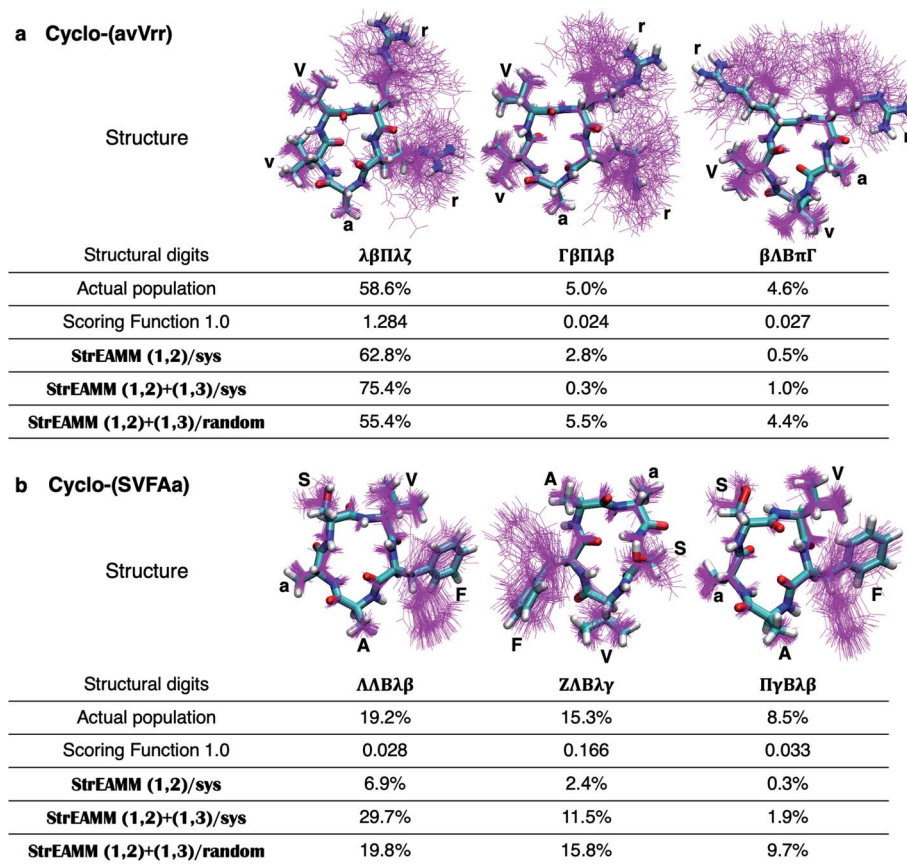 a Cyclo-(avVrr)
r
V
v
a
r
r
V
v
a
r
r
r
V
a
v
Structure
Structural digits λβΠλζ ΓβΠλβ βΛΒπΓ
Actual population 58.6% 5.0% 4.6%
Scoring Function 1.0 1.284 0.024 0.027
StrEAMM (1,2)/sys 62.8% 2.8% 0.5%
StrEAMM (1,2)+(1,3)/sys 75.4% 0.3% 1.0%
StrEAMM (1,2)+(1,3)/random 55.4% 5.5% 4.4%
b Cyclo-(SVFAa)
S V
a F
A
A a
S
F V
S V
a F
A
Structure
Structural digits ΛΛΒλβ ΖΛΒλγ ΠγΒλβ
Actual population 19.2% 15.3% 8.5%
Scoring Function 1.0 0.028 0.166 0.033
StrEAMM (1,2)/sys 6.9% 2.4% 0.3%
StrEAMM (1,2)+(1,3)/sys 29.7% 11.5% 1.9%
StrEAMM (1,2)+(1,3)/random 19.8% 15.8% 9.7%